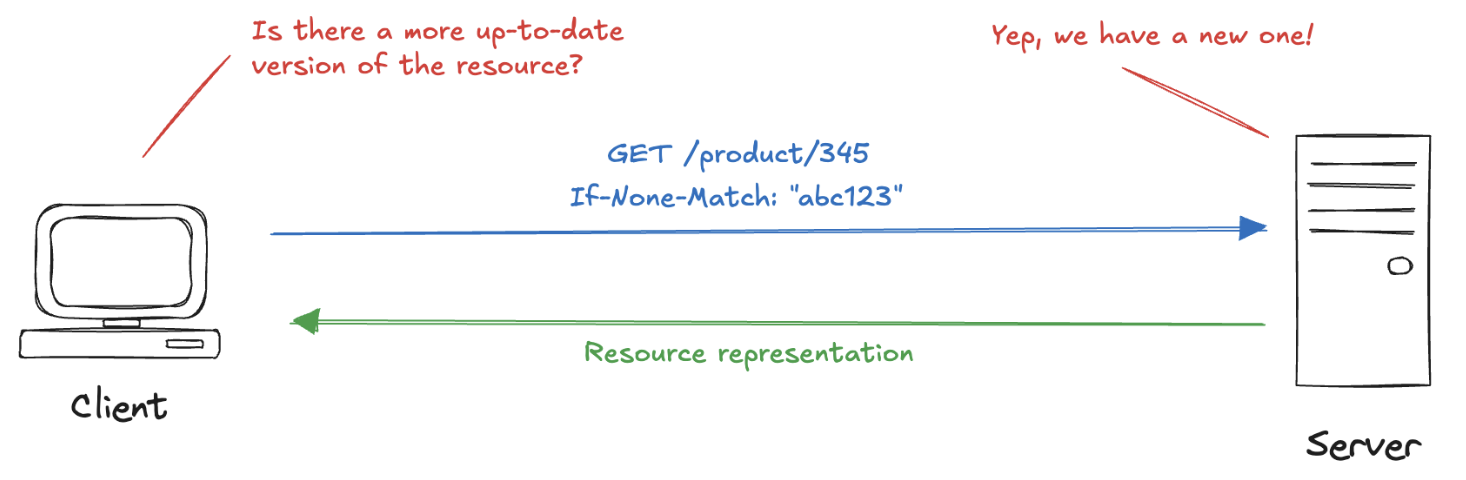 Is there a more up-to-date
version of the resource?
Yep, we have a new one!
GET /product/345
If-None-Match: "abc123"
Resource representation
Client
Server